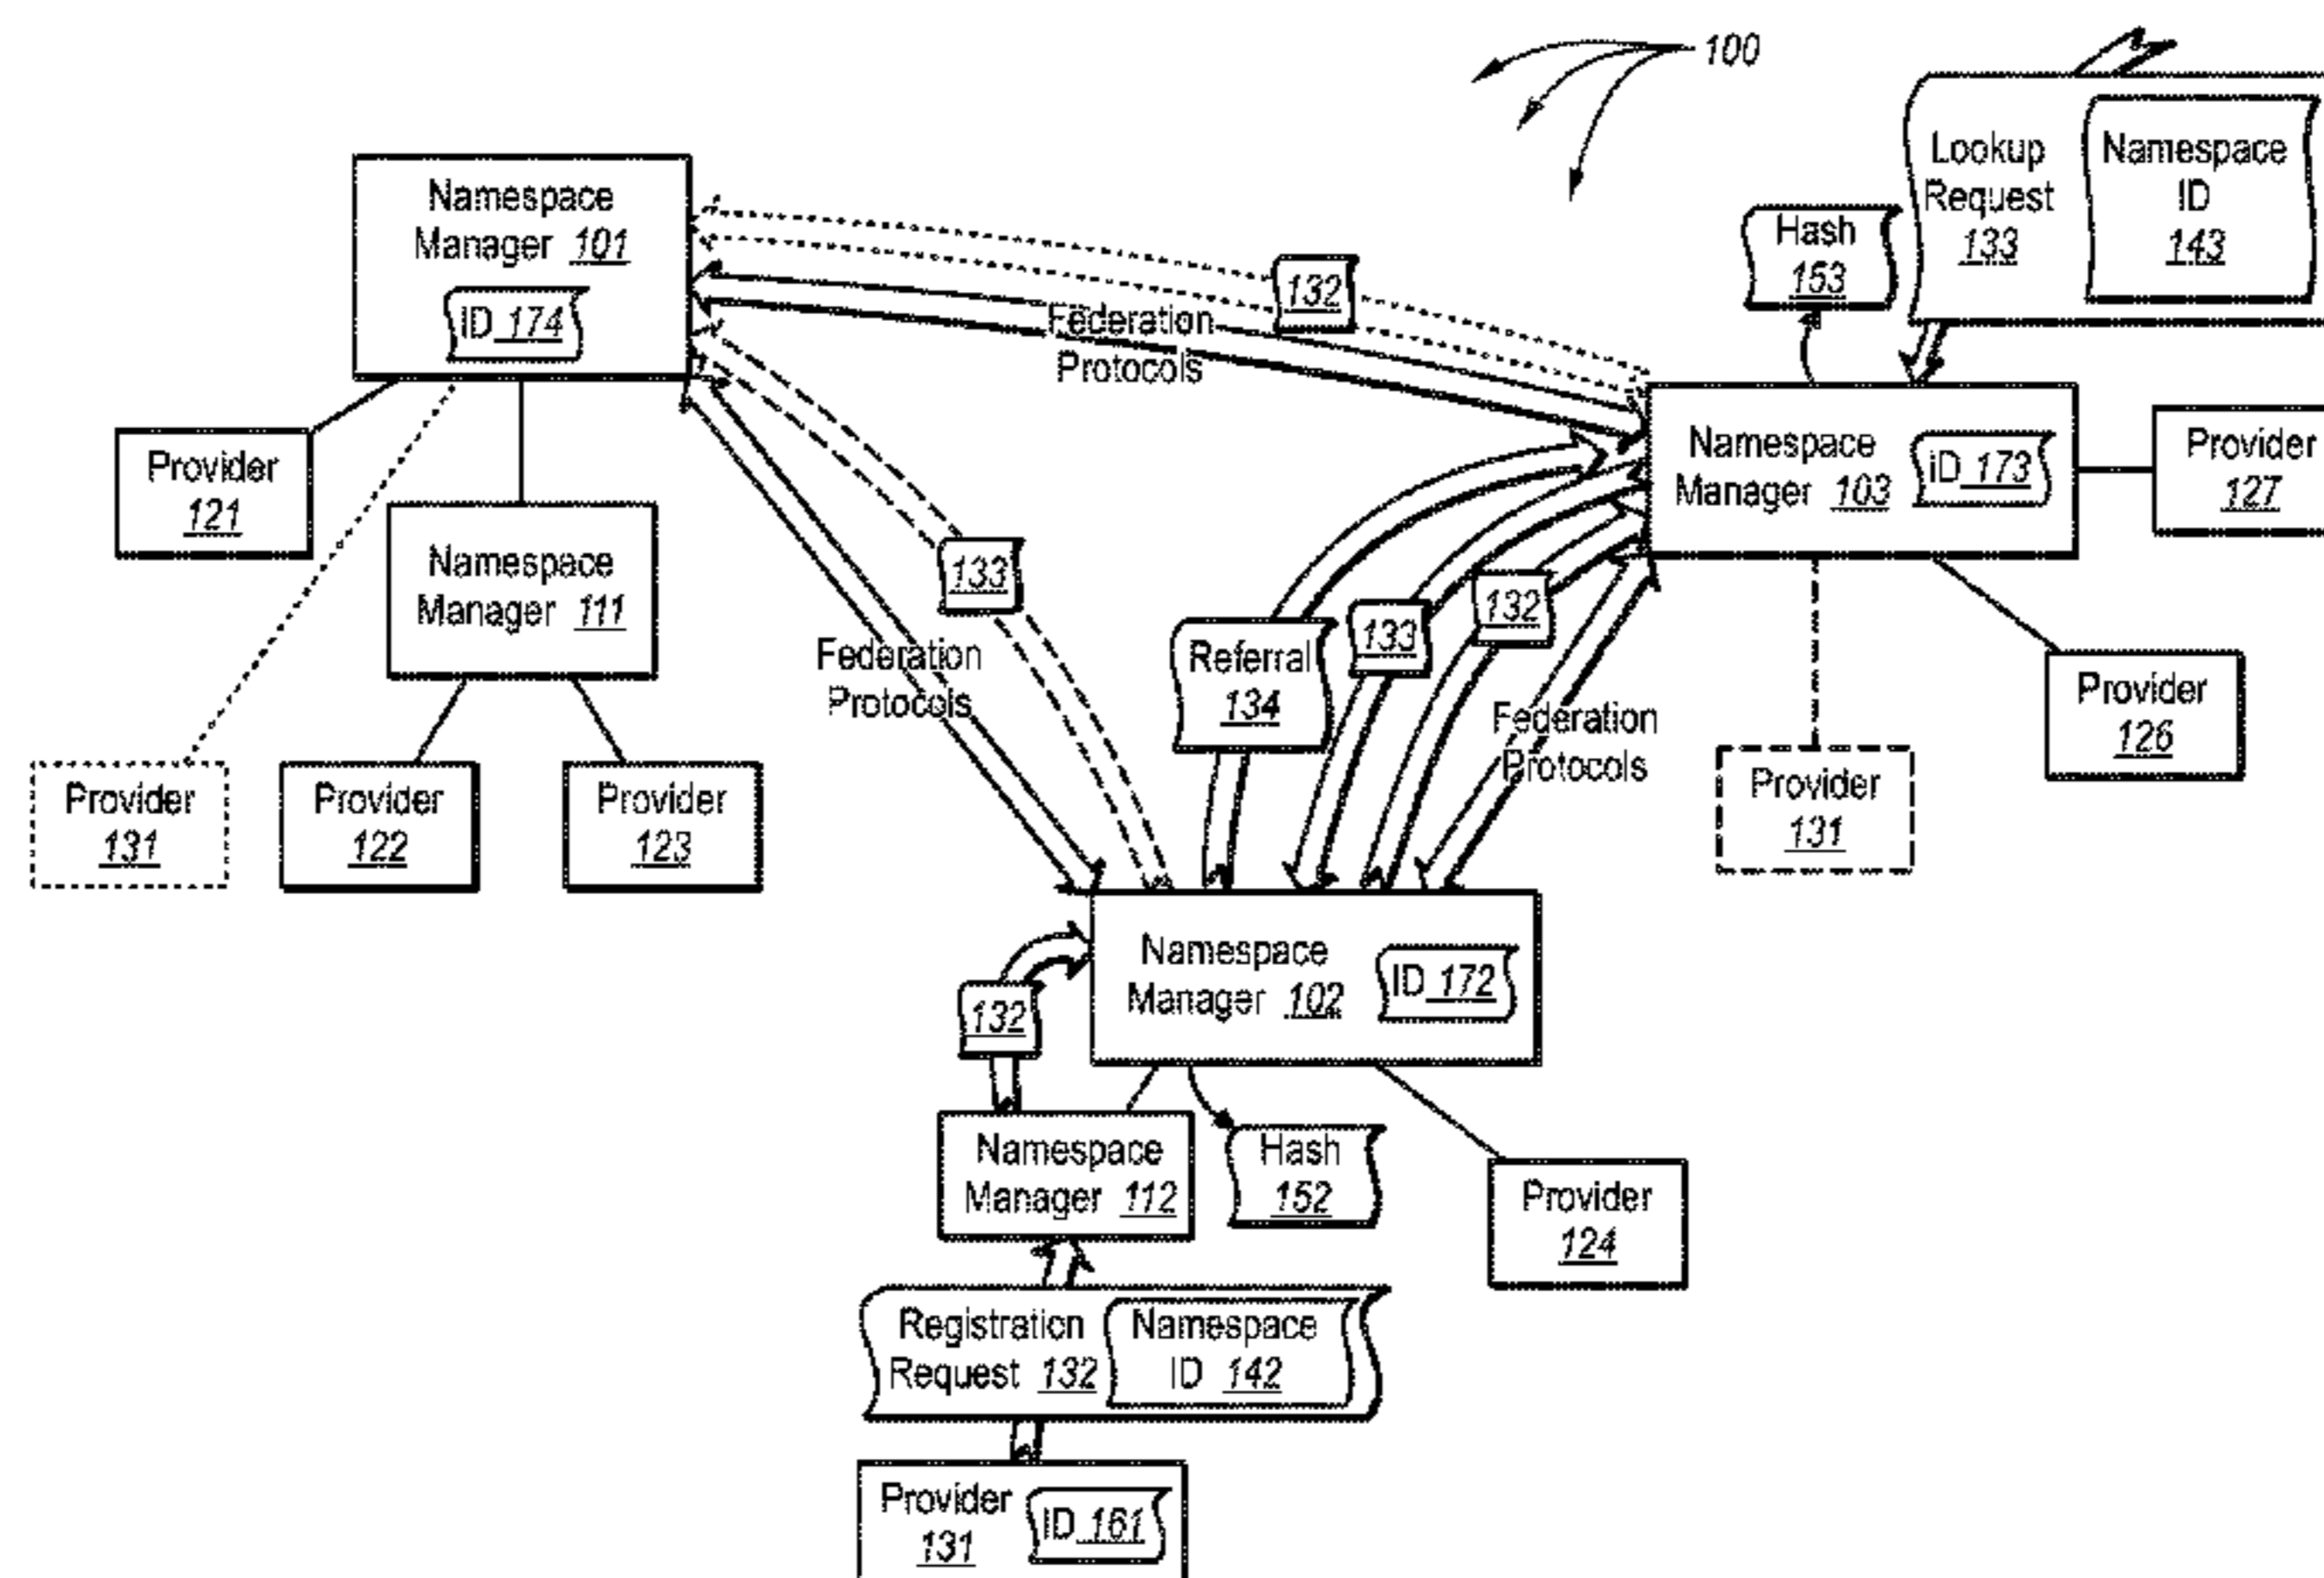 100
Lookup
Request
133
Namespace
ID
143
Hash
153
Namespace
Manager 101
ID 174
132
Federation
Protocols
Namespace
Manager 103
iD 173
Provider
127
Provider
121
Namespace
Manager 111
133
Federation
Protocols
Referral
134
133
132
Federation
Protocols
Provider
126
Provider
131
Provider
131
Provider
122
Provider
123
Namespace
Manager 102
ID 172
132
Namespace
Manager 112
Hash
152
Provider
124
Registration
Request 132
Namespace
ID 142
Provider
131
ID 161